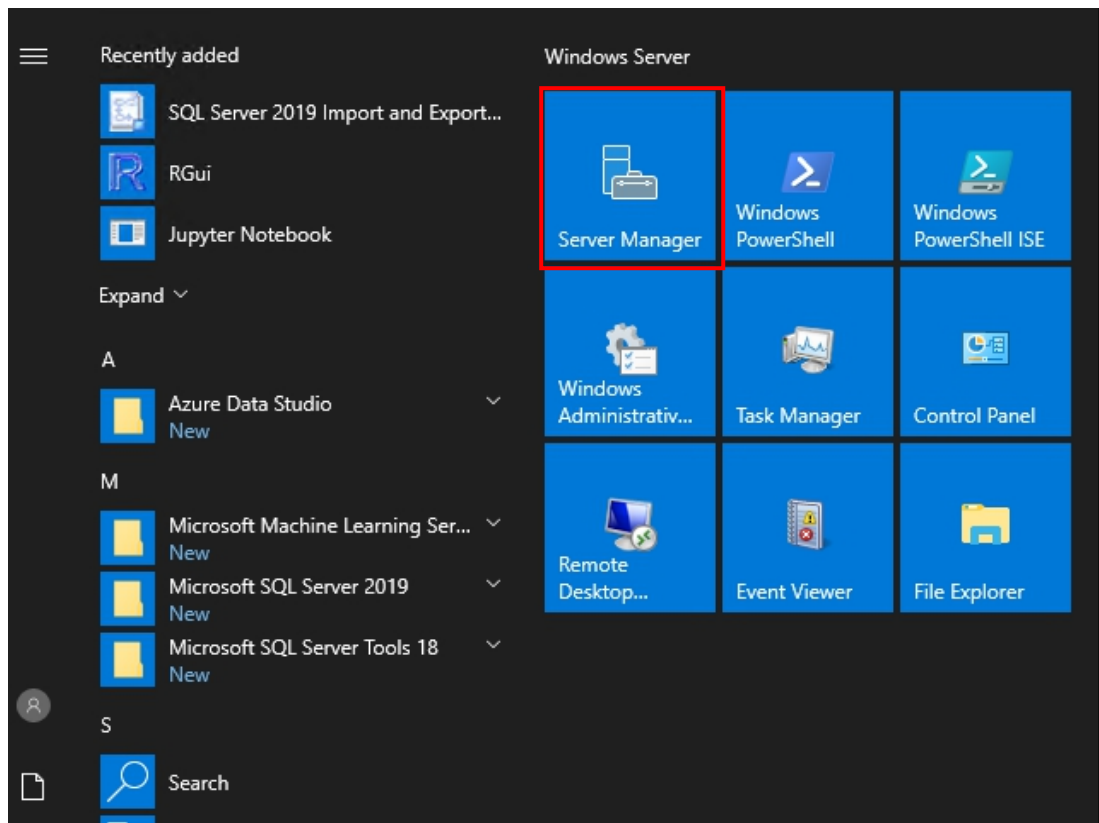 Recently added
SQL Server 2019 Import and Export...
RGui
Jupyter Notebook
Expand
A
Azure Data Studio
New
M
Microsoft Machine Learning Ser...
New
Microsoft SQL Server 2019
New
Microsoft SQL Server Tools 18
New
S
Search
Windows Server
Server Manager
Windows
PowerShell
Windows
PowerShell ISE
Windows
Administrativ...
Task Manager
Control Panel
Remote
Desktop...
Event Viewer
File Explorer